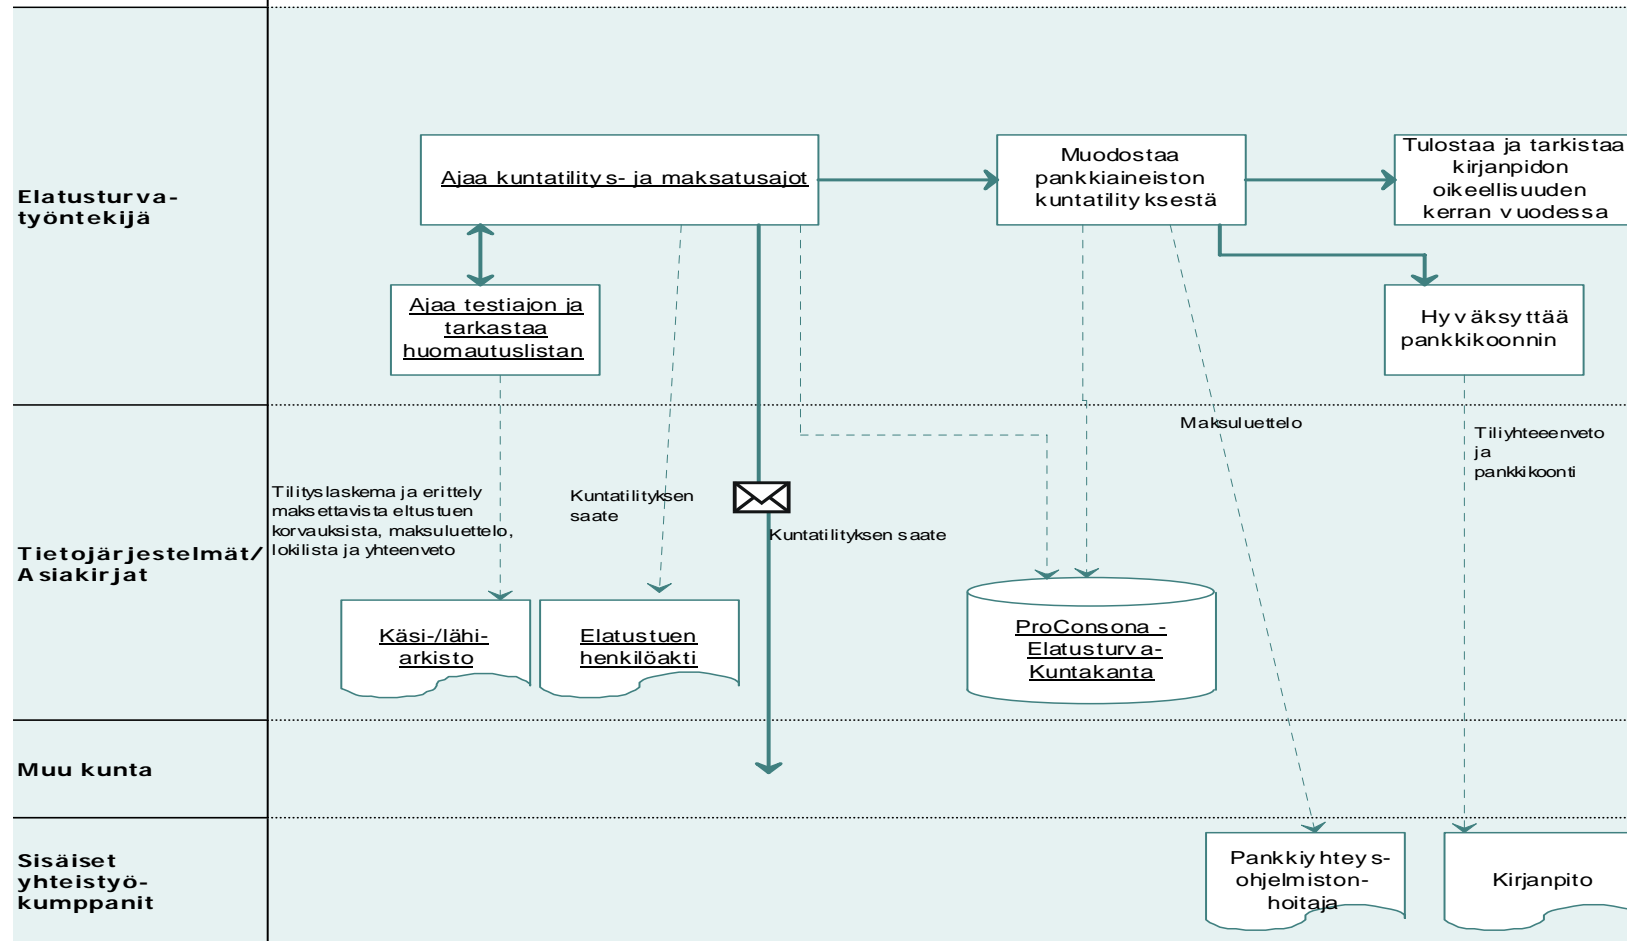 Elatusturva-
työntekijä
Ajaa kuntatilitys- ja maksatusajot
Muodostaa
pankkiaineiston
kuntatilityksestä
Tulostaa ja tarkistaa
kirjanpidon
oikeellisuuden
kerran vuodessa
Ajaa testiajon ja
tarkastaa
huomautuslistan
Hyväksyttää
pankkikoonnin
Tietojärjestelmät/
Asiakirjat
Tilityslaskema ja erittely
maksettavista eltustuen
korvauksista, maksuluettelo,
lokilista ja yhteenveto
Kuntatilityksen
saate
Kuntatilityksen saate
Maksuluettelo
Tiliyhteeenveto
ja
pankkikoonti
Käsi-/lähi-
arkisto
Elatustuen
henkilöakti
ProConsona -
Elatusturva-
Kuntakanta
Muu kunta
Sisäiset
yhteistyö-
kumppanit
Pankkiyhteys-
ohjelmiston-
hoitaja
Kirjanpito